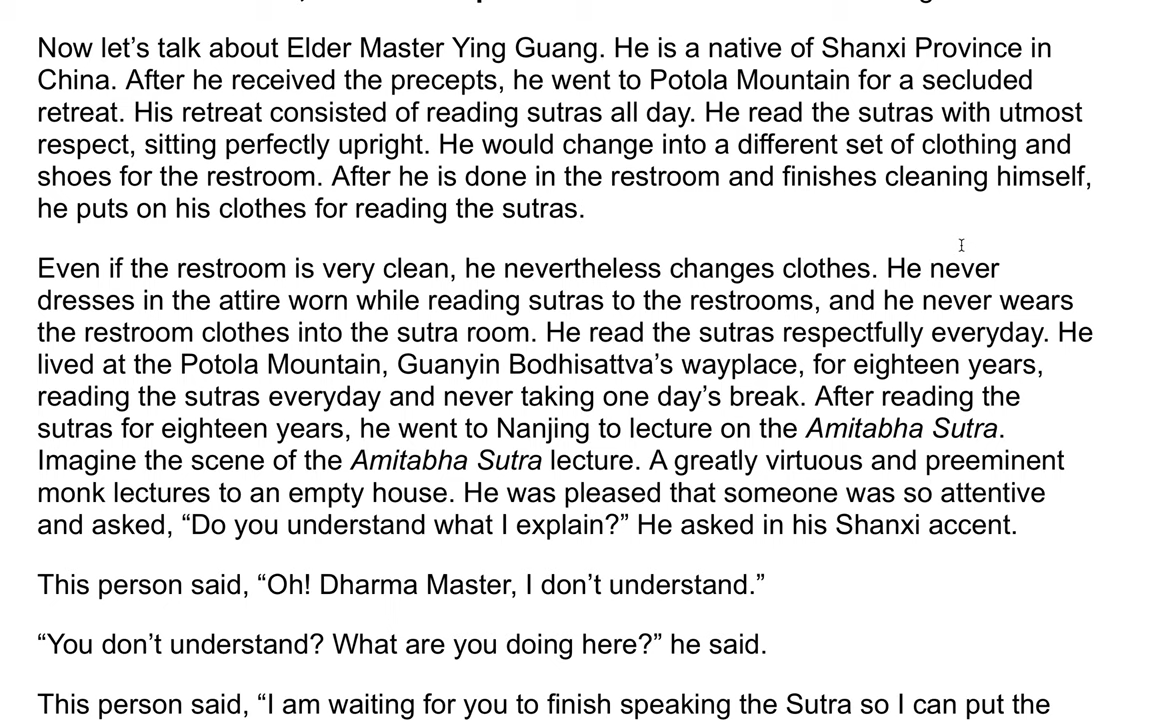 Now let’s talk about Elder Master Ying Guang. He is a native of Shanxi Province in
China. After he received the precepts, he went to Potola Mountain for a secluded
retreat. His retreat consisted of reading sutras all day. He read the sutras with utmost
respect, sitting perfectly upright. He would change into a different set of clothing and
shoes for the restroom. After he is done in the restroom and finishes cleaning himself,
he puts on his clothes for reading the sutras.
Even if the restroom is very clean, he nevertheless changes clothes. He never
dresses in the attire worn while reading sutras to the restrooms, and he never wears
the restroom clothes into the sutra room. He read the sutras respectfully everyday. He
lived at the Potola Mountain, Guanyin Bodhisattva’s wayplace, for eighteen years,
reading the sutras everyday and never taking one day’s break. After reading the
sutras for eighteen years, he went to Nanjing to lecture on the Amitabha Sutra.
Imagine the scene of the Amitabha Sutra lecture. A greatly virtuous and preeminent
monk lectures to an empty house. He was pleased that someone was so attentive
and asked, “Do you understand what I explain?” He asked in his Shanxi accent.
This person said, “Oh! Dharma Master, I don’t understand.”
“You don’t understand? What are you doing here?” he said.
This person said, “I am waiting for you to finish speaking the Sutra so I can put the